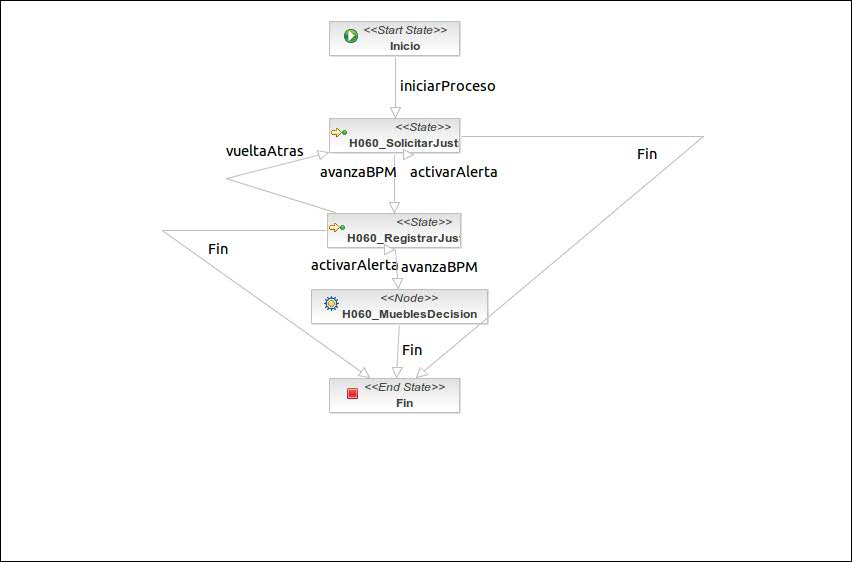 <<Start State>>
Inicio
iniciarProceso
<<State>>
H060_SolicitarJust
Fin
vueltaAtras
avanzaBPM
activarAlerta
<<State>>
H060_RegistrarJust
Fin
activarAlerta
avanzaBPM
<<Node>>
H060_MueblesDecision
Fin
<<End State>>
Fin